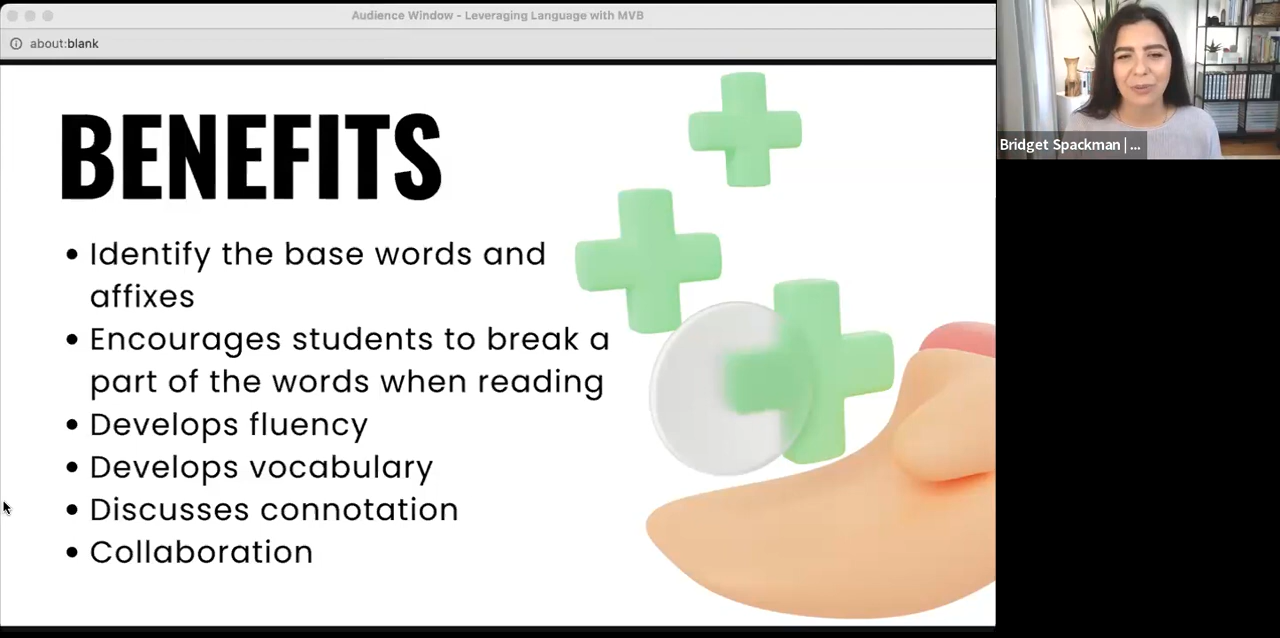 Audience Window - Leveraging Language with MVB
about:blank
BENEFITS
Identify the base words and
affixes
Encourages students to break a
part of the words when reading
Develops fluency
Develops vocabulary
Discusses connotation
Collaboration
Bridget Spackman | ...